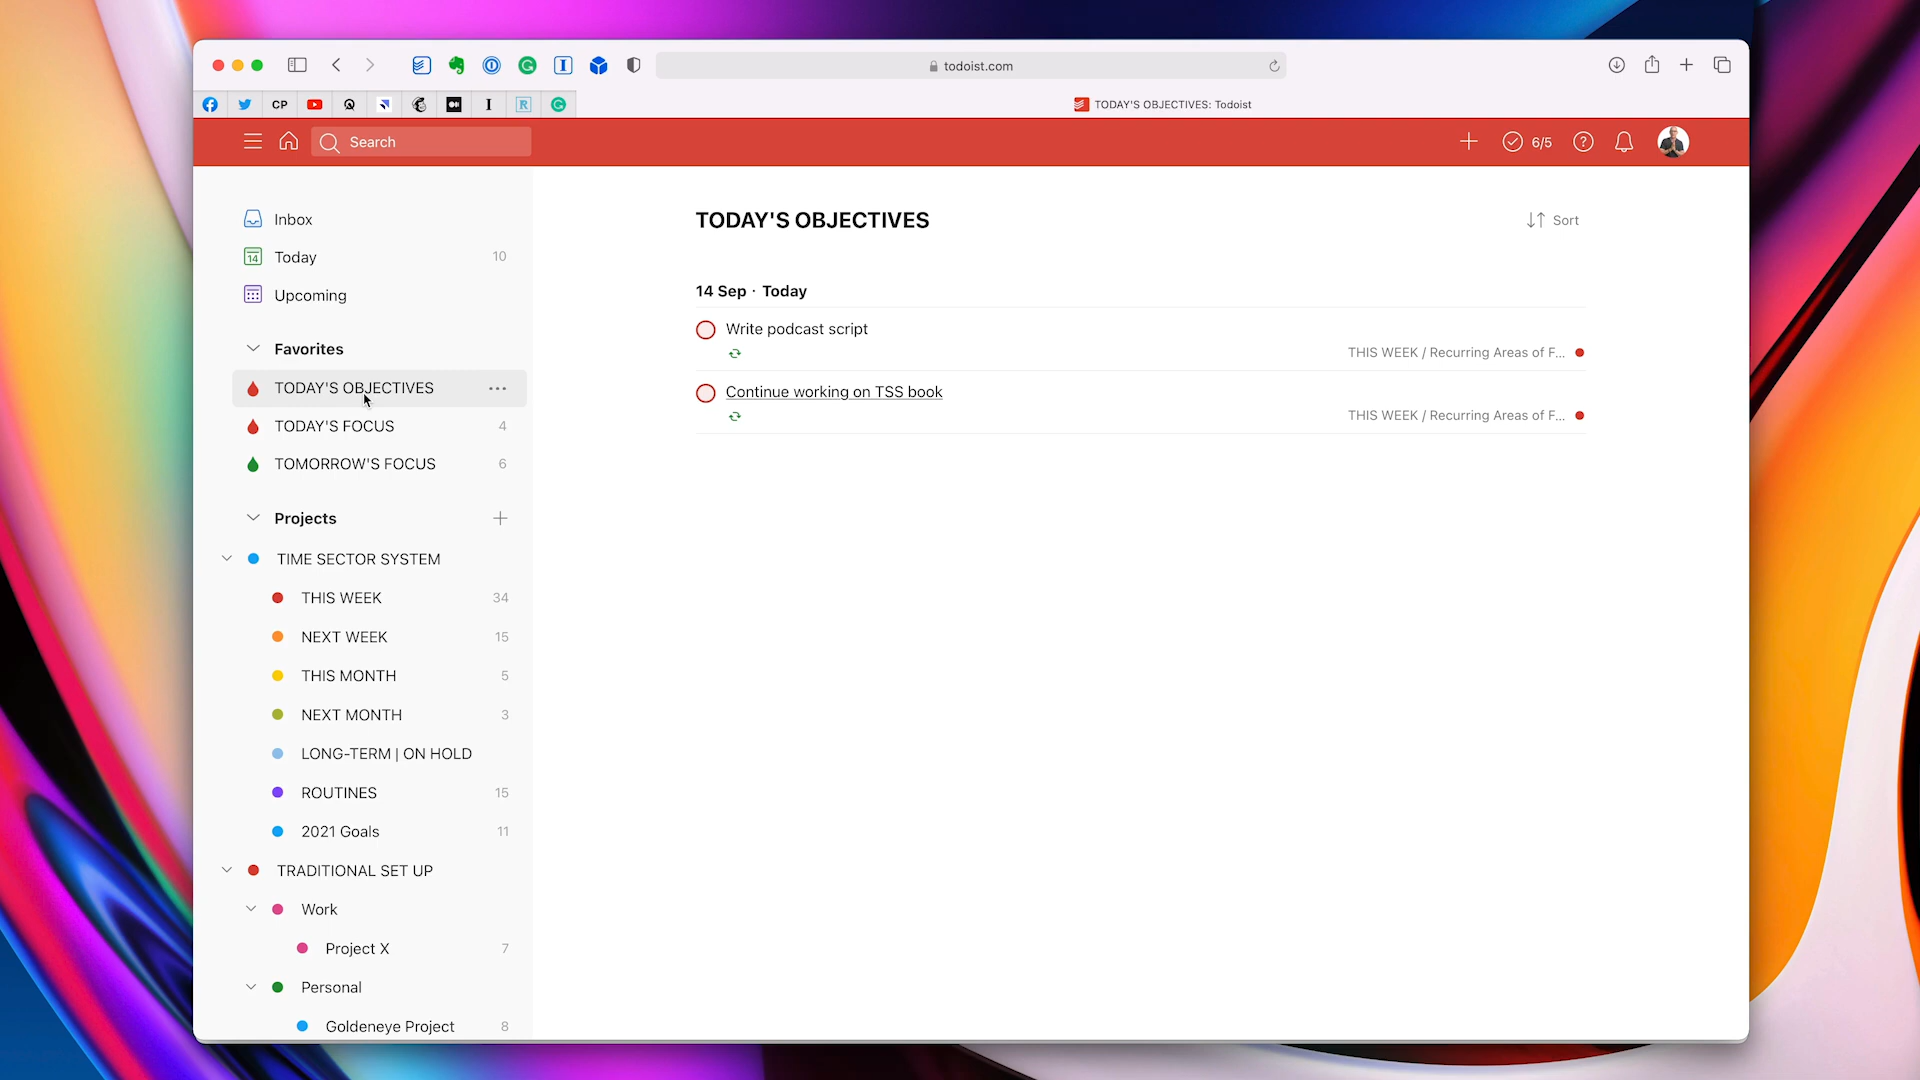 todoist.com
CP
I
R
TODAY'S OBJECTIVES: Todoist
Search
6/5
Inbox
14
Today
10
Upcoming
Favorites
TODAY'S OBJECTIVES
TODAY'S FOCUS
4
TOMORROW'S FOCUS
6
Projects
TIME SECTOR SYSTEM
THIS WEEK
34
NEXT WEEK
15
THIS MONTH
5
NEXT MONTH
3
LONG-TERM | ON HOLD
ROUTINES
15
2021 Goals
11
TRADITIONAL SET UP
Work
Project X
7
Personal
Goldeneye Project
8
TODAY'S OBJECTIVES
Sort
14 Sep · Today
Write podcast script
THIS WEEK / Recurring Areas of F...
Continue working on TSS book
THIS WEEK / Recurring Areas of F...